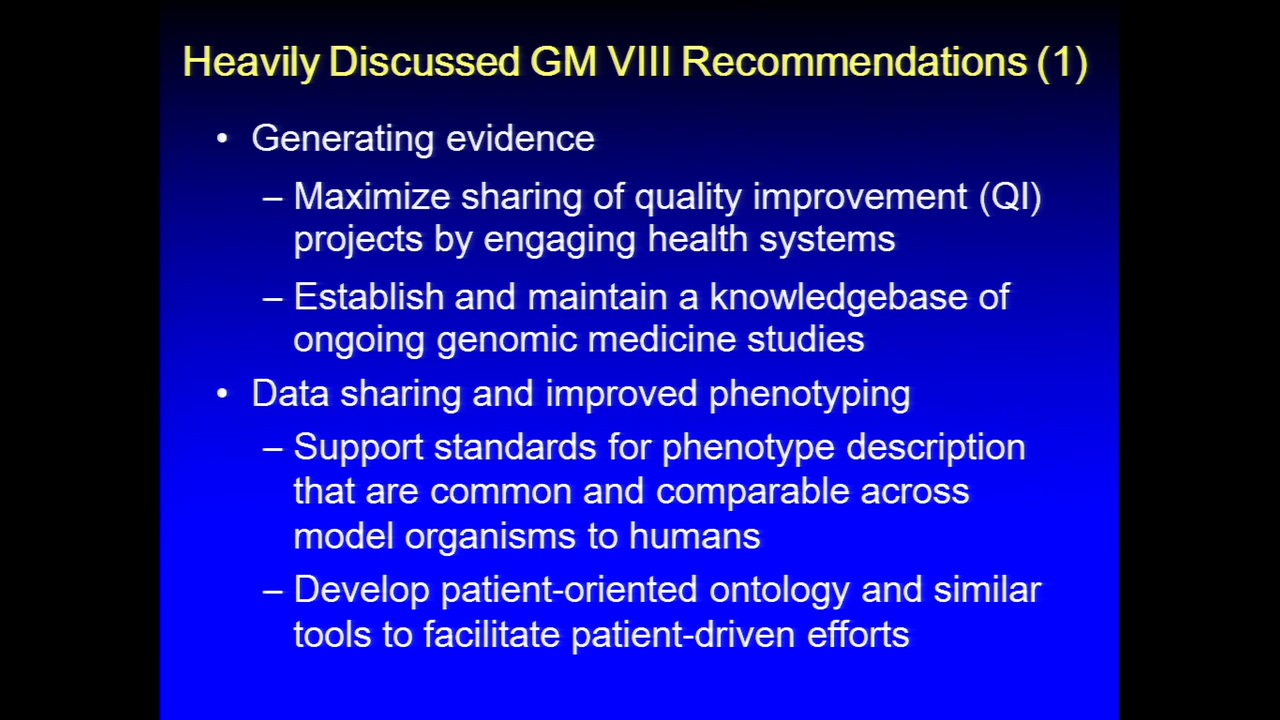 Heavily Discussed GM VIII Recommendations (1)
• Generating evidence
– Maximize sharing of quality improvement (QI)
projects by engaging health systems
– Establish and maintain a knowledgebase of
ongoing genomic medicine studies
• Data sharing and improved phenotyping
– Support standards for phenotype description
that are common and comparable across
model organisms to humans
– Develop patient-oriented ontology and similar
tools to facilitate patient-driven efforts